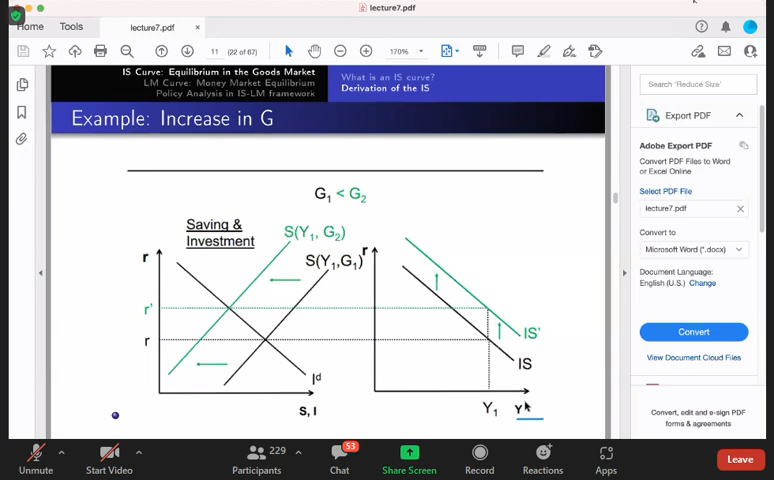 lecture7.pdf
Home
Tools
lecture7.pdf
×
11 (22 of 67)
170%
IS Curve: Equilibrium in the Goods Market
LM Curve: Money Market Equilibrium
Policy Analysis in IS-LM framework
What is an IS curve?
Derivation of the IS
Example: Increase in G
G₁ < G₂
Saving &
Investment
S(Y₁, G₂)
S(Y₁,G₁)
r
r
r'
r
IS'
IS
Iᵈ
S, I
Y₁
Y
Search 'Reduce Size'
Export PDF
Adobe Export PDF
Convert PDF Files to Word
or Excel Online
Select PDF File
lecture7.pdf
Convert to
Microsoft Word (*.docx)
Document Language:
English (U.S.) Change
Convert
View Document Cloud Files
Convert, edit and e-sign PDF
forms & agreements
229
53
Unmute
Start Video
Participants
Chat
Share Screen
Record
Reactions
Apps
Leave